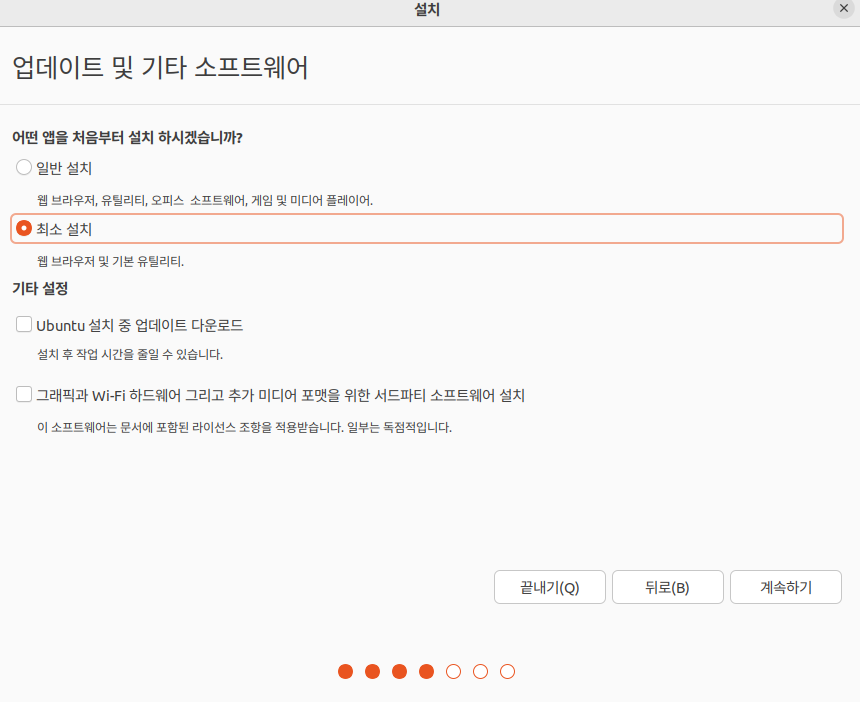 설치
업데이트 및 기타 소프트웨어
어떤 앱을 처음부터 설치 하시겠습니까?
일반 설치
웹 브라우저, 유틸리티, 오피스 소프트웨어, 게임 및 미디어 플레이어.
최소 설치
웹 브라우저 및 기본 유틸리티.
기타 설정
Ubuntu 설치 중 업데이트 다운로드
설치 후 작업 시간을 줄일 수 있습니다.
그래픽과 Wi-Fi 하드웨어 그리고 추가 미디어 포맷을 위한 서드파티 소프트웨어 설치
이 소프트웨어는 문서에 포함된 라이선스 조항을 적용받습니다. 일부는 독점적입니다.
끝내기(Q) 뒤로(B) 계속하기